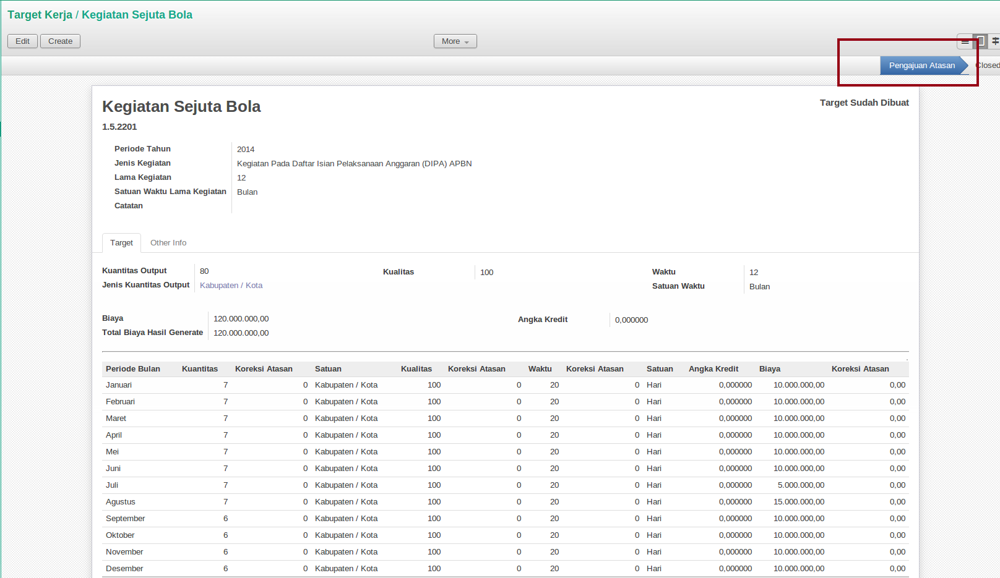 Target Kerja / Kegiatan Sejuta Bola
Edit Create More
Pengajuan Atasan Closed
Kegiatan Sejuta Bola Target Sudah Dibuat
1.5.2201
Periode Tahun 2014
Jenis Kegiatan Kegiatan Pada Daftar Isian Pelaksanaan Anggaran (DIPA) APBN
Lama Kegiatan 12
Satuan Waktu Lama Kegiatan Bulan
Catatan
Target Other Info
Kuantitas Output 80 Kualitas 100 Waktu 12
Jenis Kuantitas Output Kabupaten / Kota Satuan Waktu Bulan
Biaya 120.000.000,00 Angka Kredit 0,000000
Total Biaya Hasil Generate 120.000.000,00
Periode Bulan Kuantitas Koreksi Atasan Satuan Kualitas Koreksi Atasan Waktu Koreksi Atasan Satuan Angka Kredit Biaya Koreksi Atasan
Januari 7 0 Kabupaten / Kota 100 0 20 0 Hari 0,000000 10.000.000,00 0,00
Februari 7 0 Kabupaten / Kota 100 0 20 0 Hari 0,000000 10.000.000,00 0,00
Maret 7 0 Kabupaten / Kota 100 0 20 0 Hari 0,000000 10.000.000,00 0,00
April 7 0 Kabupaten / Kota 100 0 20 0 Hari 0,000000 10.000.000,00 0,00
Mei 7 0 Kabupaten / Kota 100 0 20 0 Hari 0,000000 10.000.000,00 0,00
Juni 7 0 Kabupaten / Kota 100 0 20 0 Hari 0,000000 10.000.000,00 0,00
Juli 7 0 Kabupaten / Kota 100 0 20 0 Hari 0,000000 5.000.000,00 0,00
Agustus 7 0 Kabupaten / Kota 100 0 20 0 Hari 0,000000 15.000.000,00 0,00
September 6 0 Kabupaten / Kota 100 0 20 0 Hari 0,000000 10.000.000,00 0,00
Oktober 6 0 Kabupaten / Kota 100 0 20 0 Hari 0,000000 10.000.000,00 0,00
November 6 0 Kabupaten / Kota 100 0 20 0 Hari 0,000000 10.000.000,00 0,00
Desember 6 0 Kabupaten / Kota 100 0 20 0 Hari 0,000000 10.000.000,00 0,00